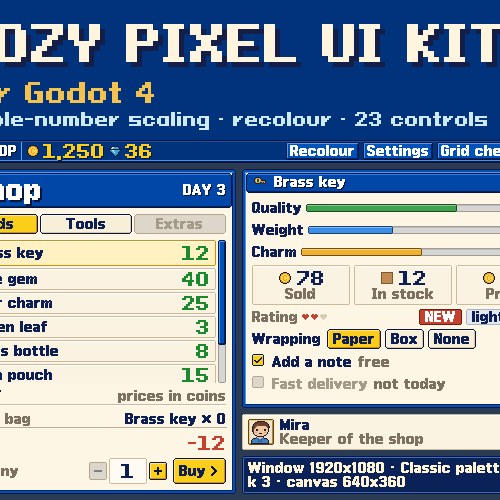 OZY PIXEL UI KIT
r Godot 4
ole-number scaling · recolour · 23 controls
OP 1,250 36 Recolour Settings Grid che
hop DAY 3
ds Tools Extras
ss key 12
e gem 40
r charm 25
en leaf 3
s bottle 8
n pouch 15
prices in coins
bag Brass key × 0
-12
ny − 1 + Buy >
Brass key
Quality
Weight
Charm
78 12
Sold In stock Pr
Rating NEW light
Wrapping Paper Box None
Add a note free
Fast delivery not today
Mira
Keeper of the shop
Window 1920x1080 · Classic palett
k 3 · canvas 640x360